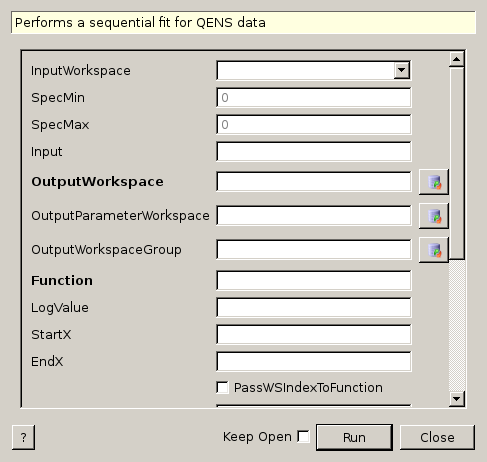 Performs a sequential fit for QENS data
InputWorkspace
SpecMin 0
SpecMax 0
Input
OutputWorkspace
OutputParameterWorkspace
OutputWorkspaceGroup
Function
LogValue
StartX
EndX
PassWSIndexToFunction
? Keep Open Run Close